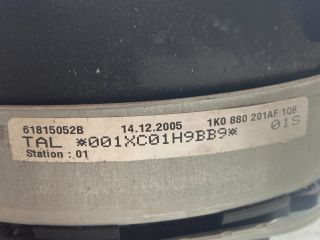 61815052B 14.12.2005 1K0 880 201AF 1QB
TAL *001XC01H9BB9* 01S
Station : 01